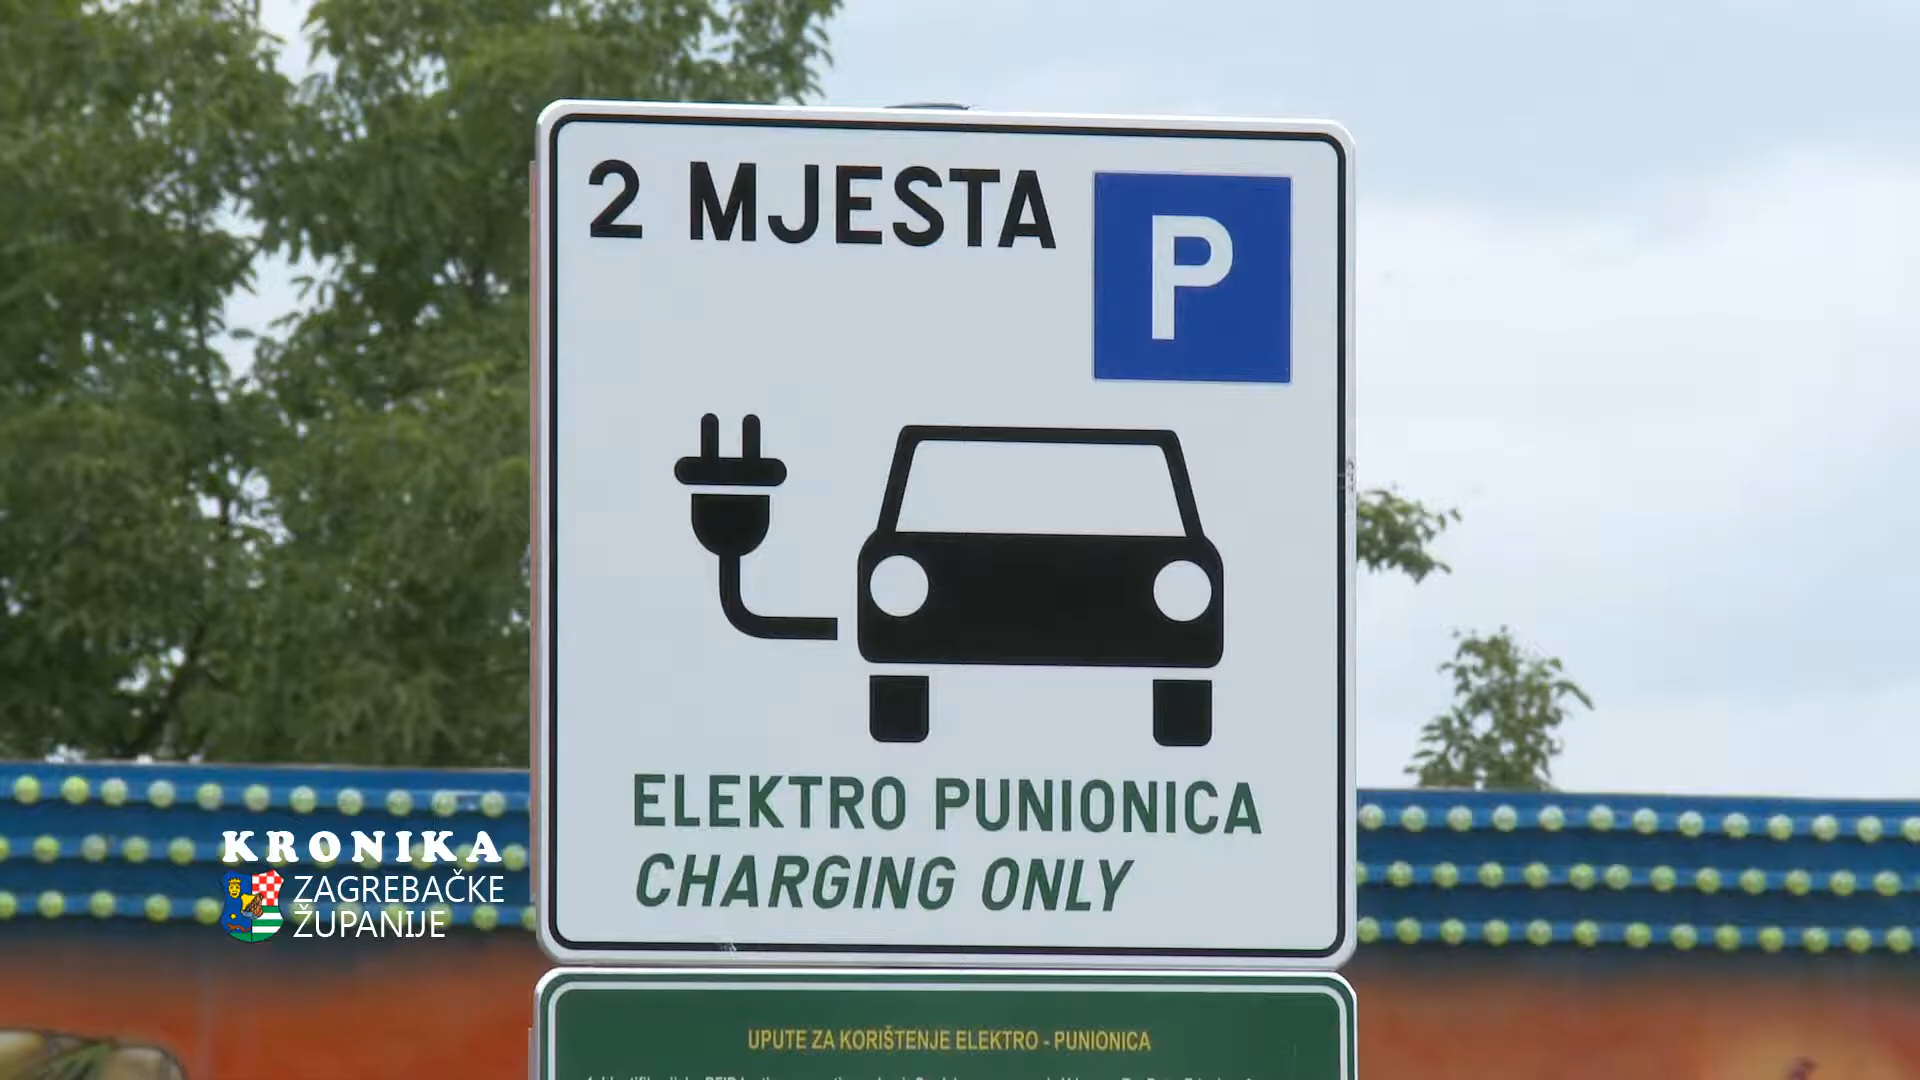 2 MJESTA
P
ELEKTRO PUNIONICA
CHARGING ONLY
KRONIKA
ZAGREBAČKE
ŽUPANIJE
UPUTE ZA KORIŠTENJE ELEKTRO - PUNIONICA